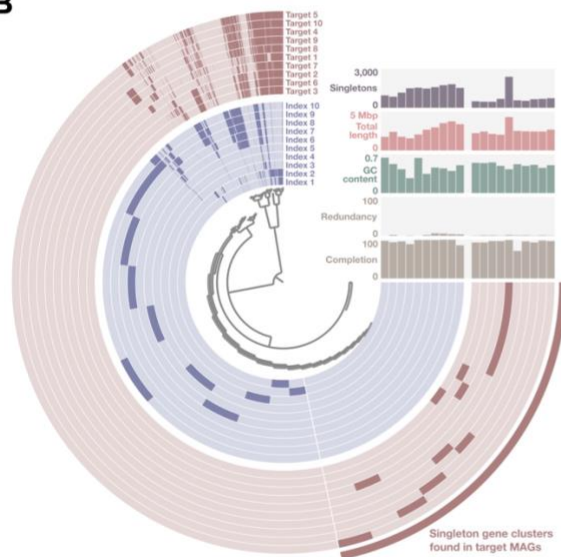 B
Target 5
Target 10
Target 4
Target 9
Target 8
Target 1
Target 7
Target 2
Target 6
Target 3
Index 10
Index 9
Index 8
Index 7
Index 6
Index 5
Index 4
Index 3
Index 2
Index 1
3,000
Singletons
0
5 Mbp
Total
length
0
0.7
GC
content
0
100
Redundancy
0
100
Completion
0
Singleton gene clusters
found in target MAGs